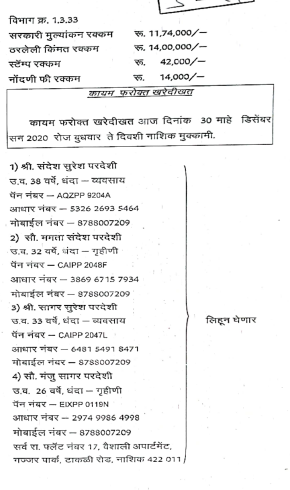 विभाग क्र. 1.3.33
सरकारी मुल्यांकन रक्कम रू. 11,74,000/—
ठरलेली किंमत रक्कम रू. 14,00,000/—
स्टॅम्प रक्कम रू. 42,000/—
नोंदणी फी रक्कम रू. 14,000/—
कायम फरोक्त खरेदीखत
कायम फरोक्त खरेदीखत आज दिनांक 30 माहे डिसेंबर
सन 2020 रोज बुधवार ते दिवशी नाशिक मुक्कामी.
1) श्री. संदेश सुरेश परदेशी
उ.व. 38 वर्षे, धंदा — व्यवसाय
पॅन नंबर — AQZPP 9204A
आधार नंबर — 5326 2693 5464
मोबाईल नंबर — 8788007209
2) सौ. ममता संदेश परदेशी
उ.व. 32 वर्षे, धंदा — गृहीणी
पॅन नंबर — CAIPP 2048F
आधार नंबर — 3869 6715 7934
मोबाईल नंबर — 8788007209
3) श्री. सागर सुरेश परदेशी
उ.व. 33 वर्षे, धंदा — व्यवसाय
पॅन नंबर — CAIPP 2047L
आधार नंबर — 6481 5491 8471
मोबाईल नंबर — 8788007209
4) सौ. मंजु सागर परदेशी
उ.व. 26 वर्षे, धंदा — गृहीणी
पॅन नंबर — EIXPP 0119N
आधार नंबर — 2974 9986 4998
मोबाईल नंबर — 8788007209
सर्व रा. फ्लॅट नंबर 17, वैशाली अपार्टमेंट,
गज्जर पार्क, टाकळी रोड, नाशिक 422 011
लिहून घेणार